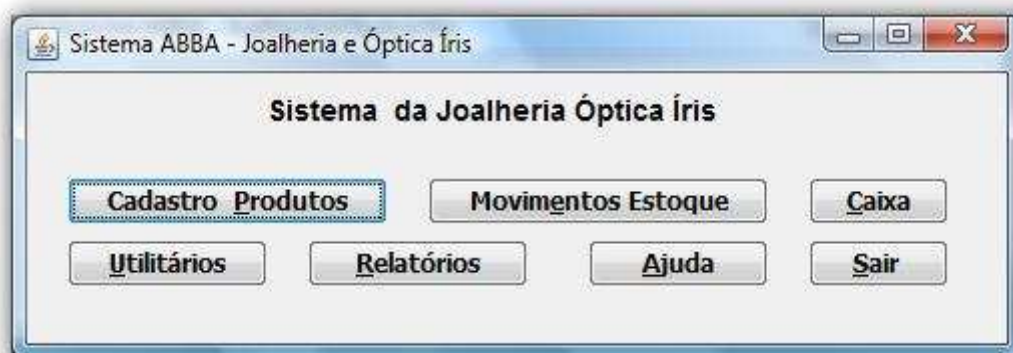 Sistema ABBA - Joalheria e Óptica Íris
Sistema da Joalheria Óptica Íris
Cadastro Produtos Movimentos Estoque Caixa
Utilitários Relatórios Ajuda Sair